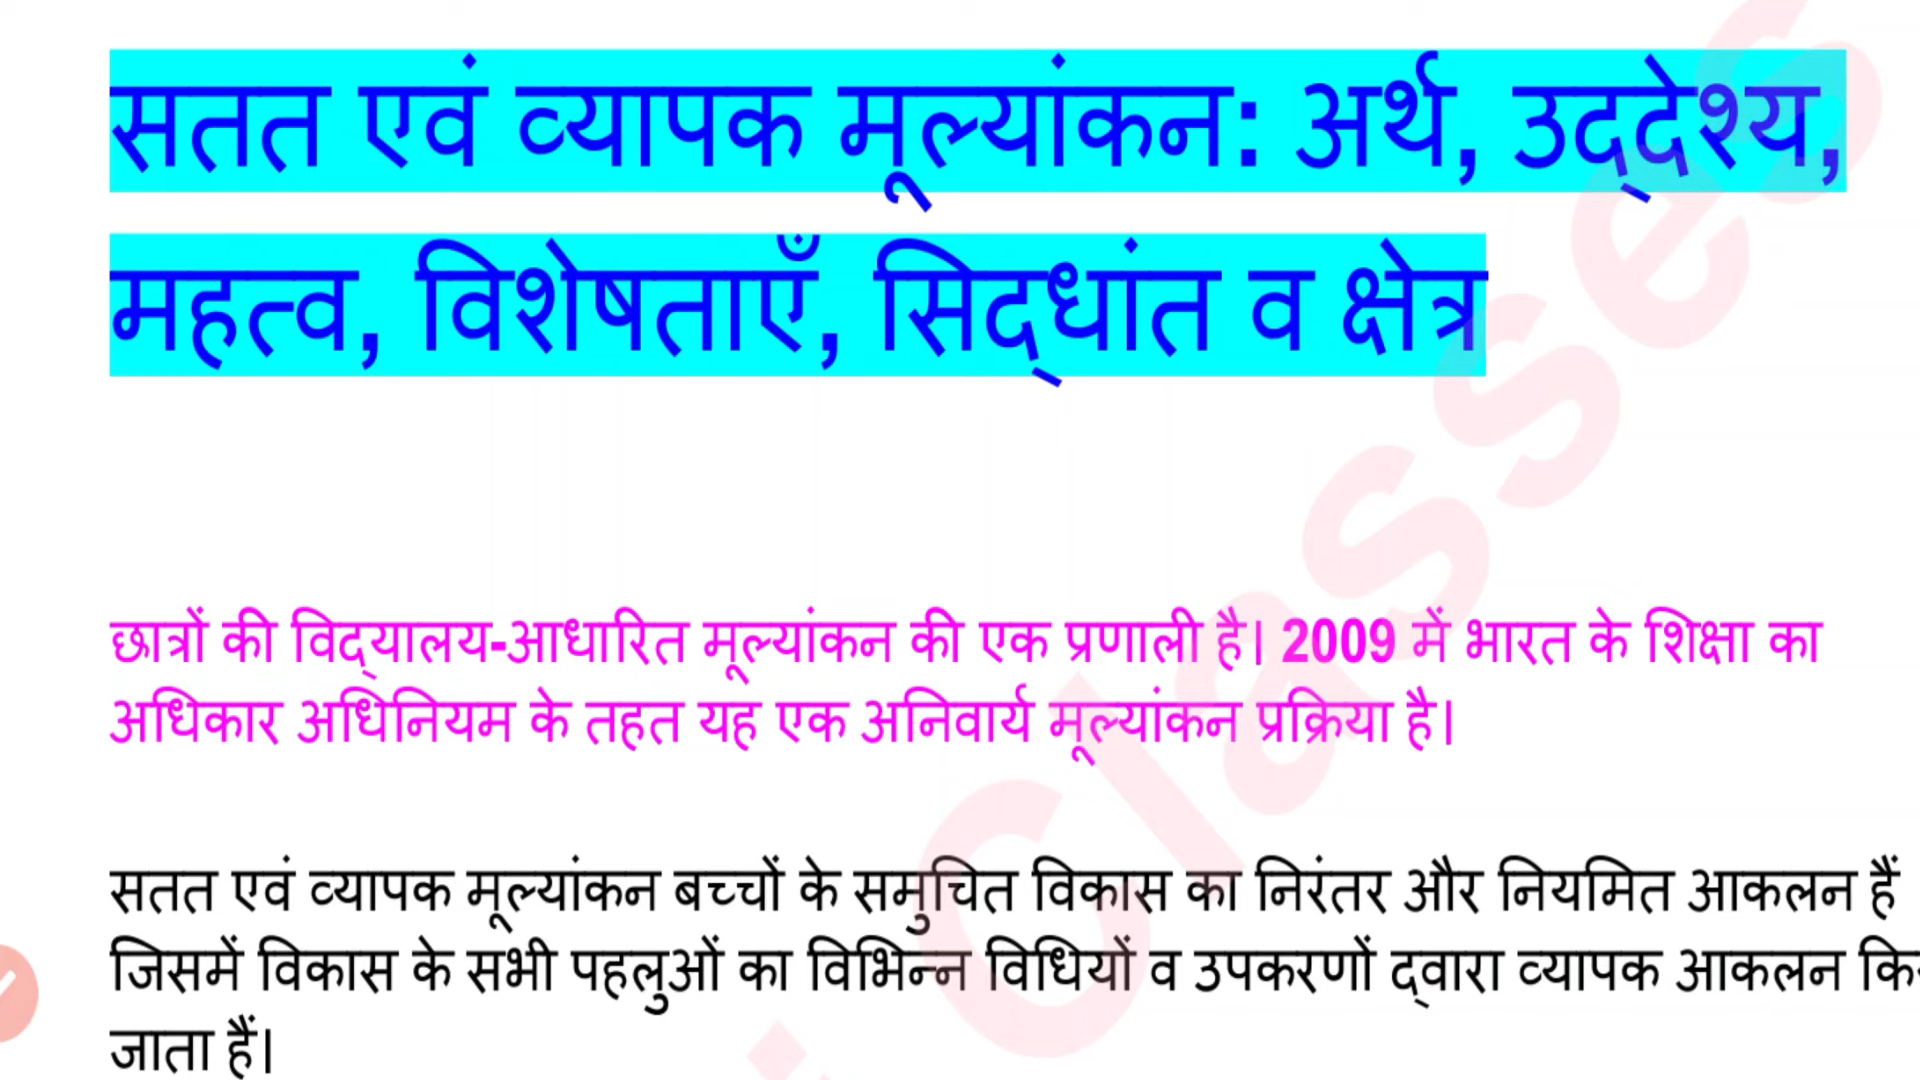 सतत एवं व्यापक मूल्यांकन: अर्थ, उद्देश्य,
महत्व, विशेषताएँ, सिद्धांत व क्षेत्र
छात्रों की विद्यालय-आधारित मूल्यांकन की एक प्रणाली है। 2009 में भारत के शिक्षा का
अधिकार अधिनियम के तहत यह एक अनिवार्य मूल्यांकन प्रक्रिया है।
सतत एवं व्यापक मूल्यांकन बच्चों के समुचित विकास का निरंतर और नियमित आकलन हैं
जिसमें विकास के सभी पहलुओं का विभिन्न विधियों व उपकरणों द्वारा व्यापक आकलन
जाता हैं।
Classes